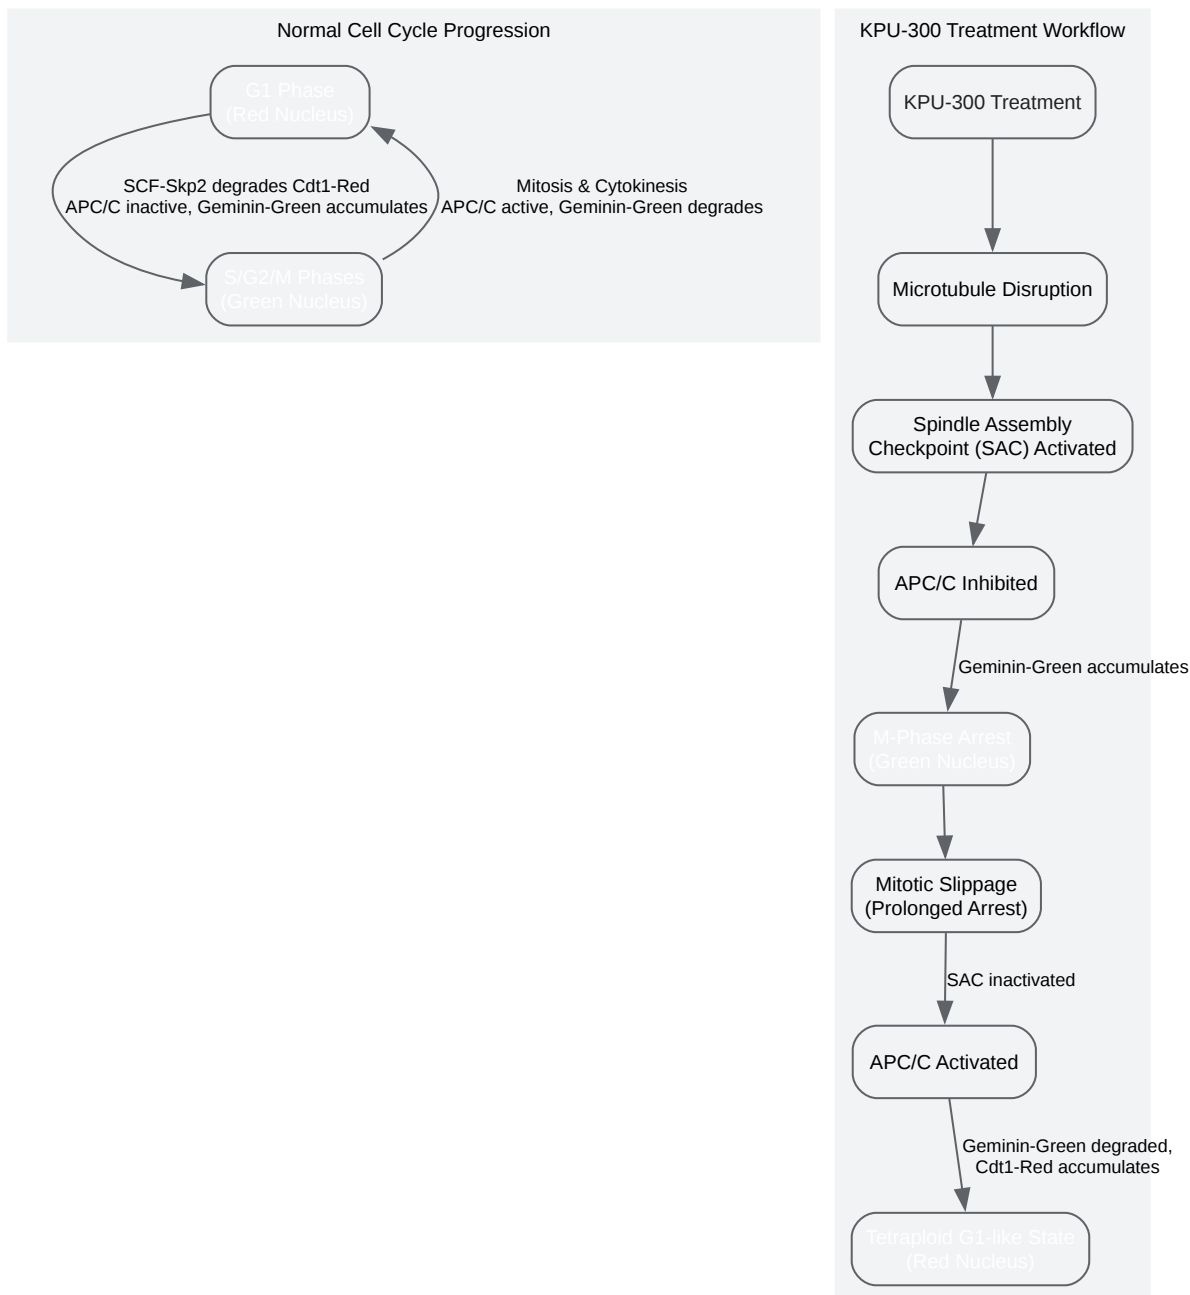 Normal Cell Cycle Progression
G1 Phase
(Red Nucleus)
SCF-Skp2 degrades Cdt1-Red
APC/C inactive, Geminin-Green accumulates
Mitosis & Cytokinesis
APC/C active, Geminin-Green degrades
S/G2/M Phases
(Green Nucleus)
KPU-300 Treatment Workflow
KPU-300 Treatment
Microtubule Disruption
Spindle Assembly
Checkpoint (SAC) Activated
APC/C Inhibited
Geminin-Green accumulates
M-Phase Arrest
(Green Nucleus)
Mitotic Slippage
(Prolonged Arrest)
SAC inactivated
APC/C Activated
Geminin-Green degraded,
Cdt1-Red accumulates
Tetraploid G1-like State
(Red Nucleus)